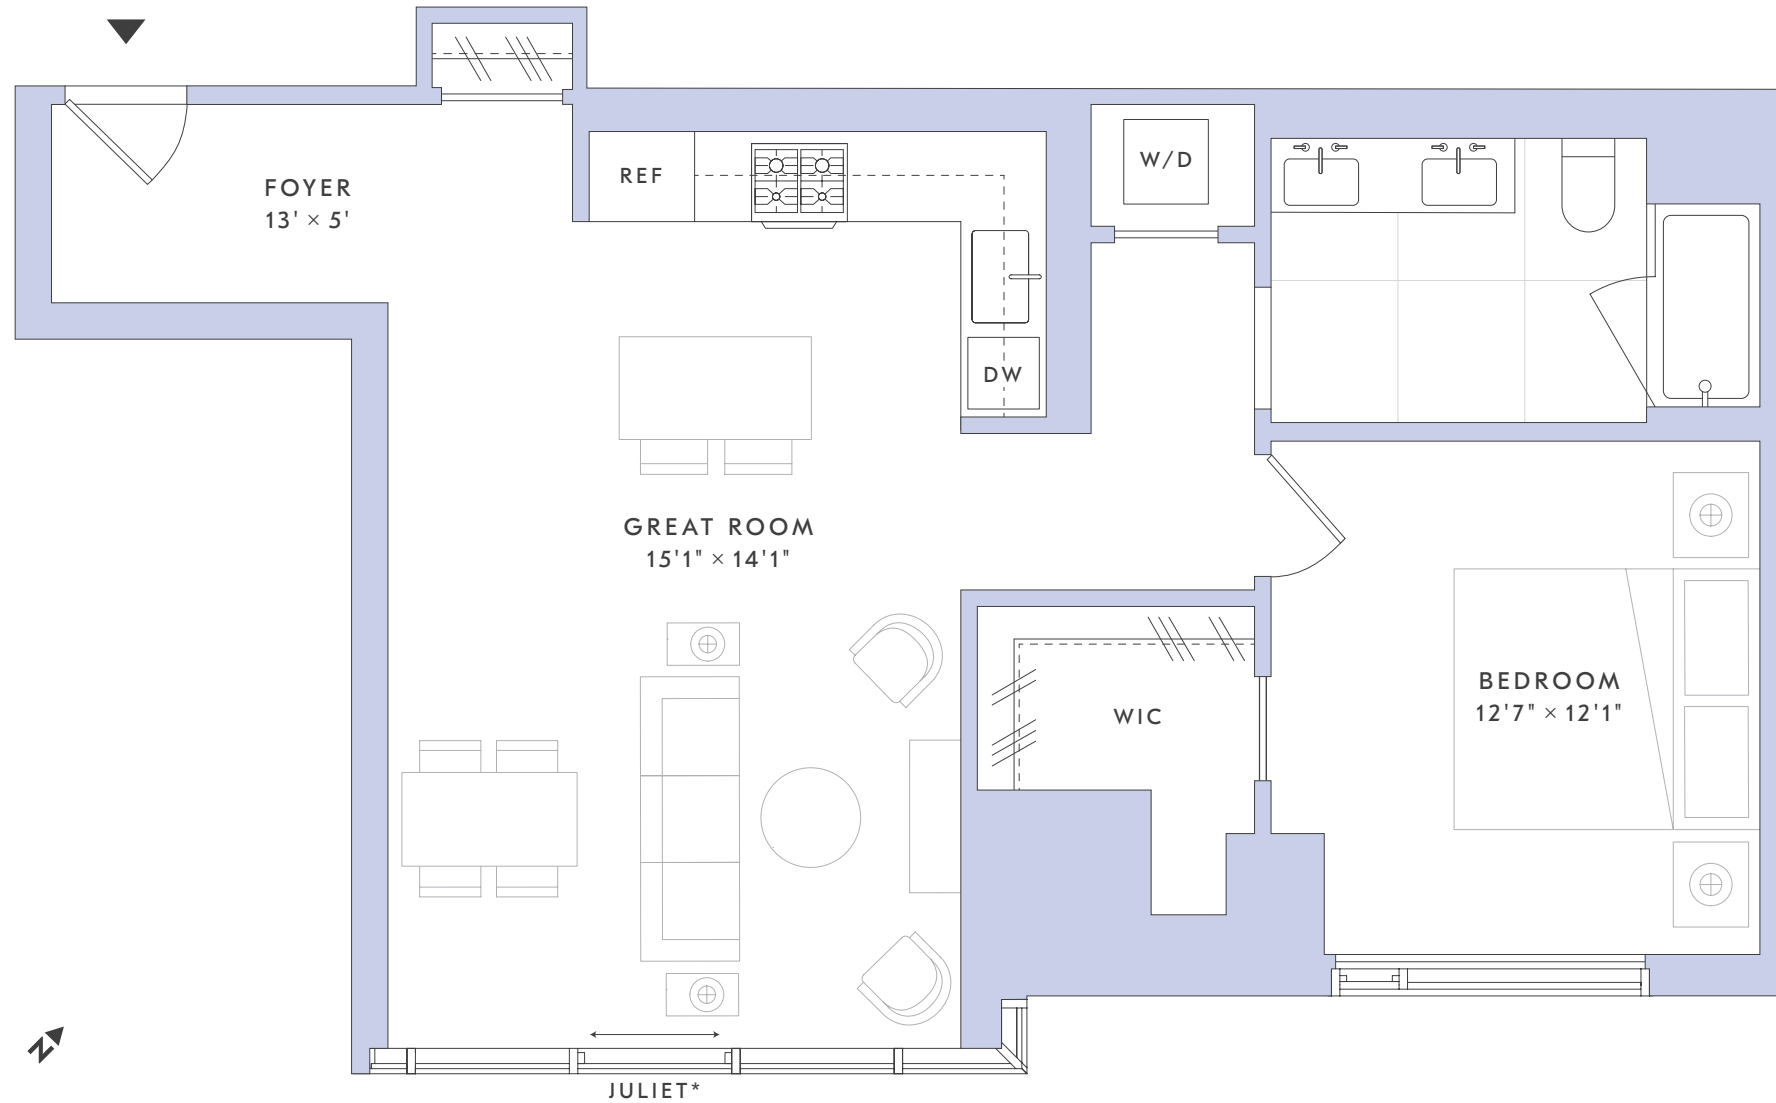 W/D
REF
FOYER
13' × 5'
DW
GREAT ROOM
15'1" × 14'1"
BEDROOM
12'7" × 12'1"
WIC
N
JULIET*